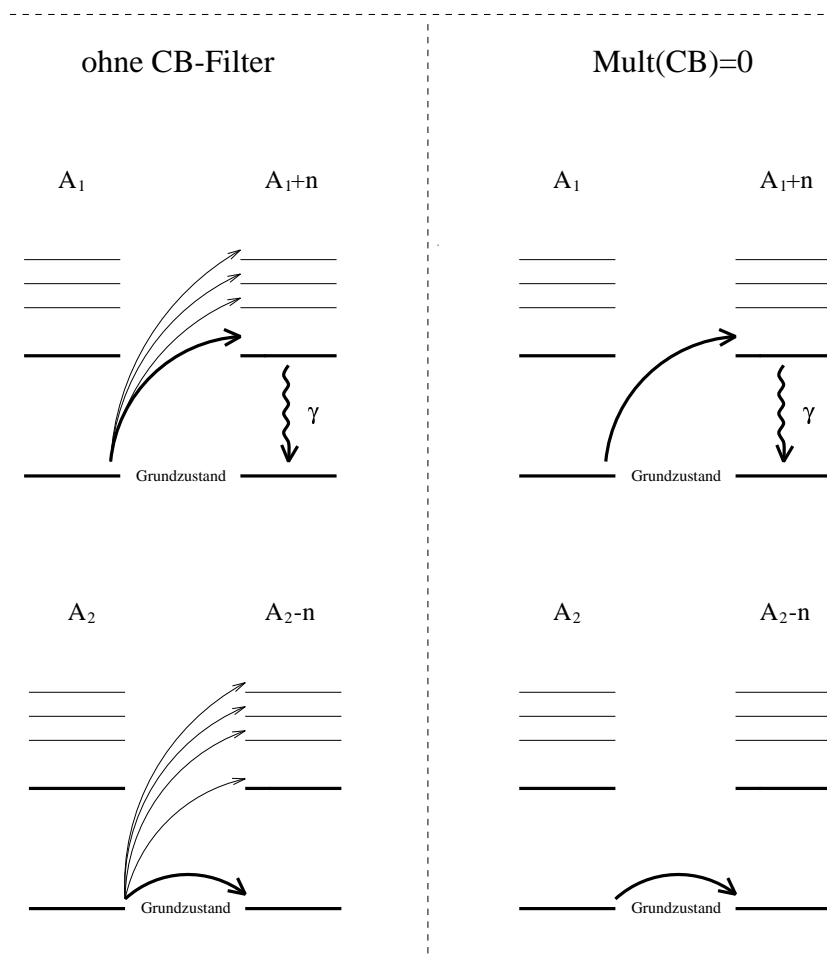 ohne CB-Filter
Mult(CB)=0
A₁
A₁+n
A₁
A₁+n
γ
γ
Grundzustand
Grundzustand
A₂
A₂-n
A₂
A₂-n
Grundzustand
Grundzustand